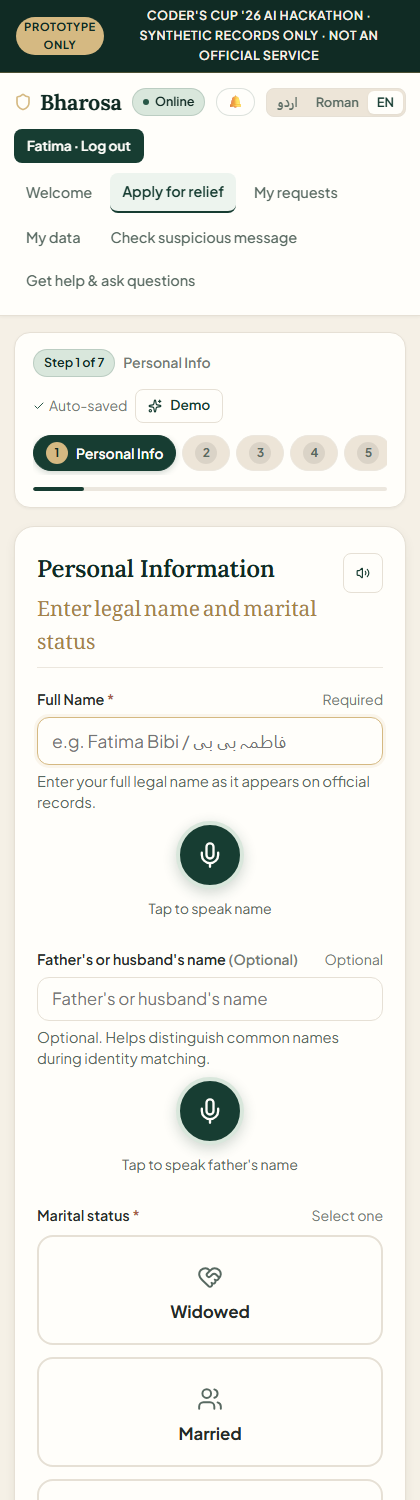 PROTOTYPE
ONLY
CODER'S CUP '26 AI HACKATHON ·
SYNTHETIC RECORDS ONLY · NOT AN
OFFICIAL SERVICE
Bharosa
Online
اردو
Roman
EN
Fatima · Log out
Welcome
Apply for relief
My requests
My data
Check suspicious message
Get help & ask questions
Step 1 of 7
Personal Info
Auto-saved
Demo
1 Personal Info
2
3
4
5
Personal Information
Enter legal name and marital
status
Full Name *
Required
e.g. Fatima Bibi / فاطمہ بی بی
Enter your full legal name as it appears on official
records.
Tap to speak name
Father's or husband's name (Optional)
Optional
Father's or husband's name
Optional. Helps distinguish common names
during identity matching.
Tap to speak father's name
Marital status *
Select one
Widowed
Married